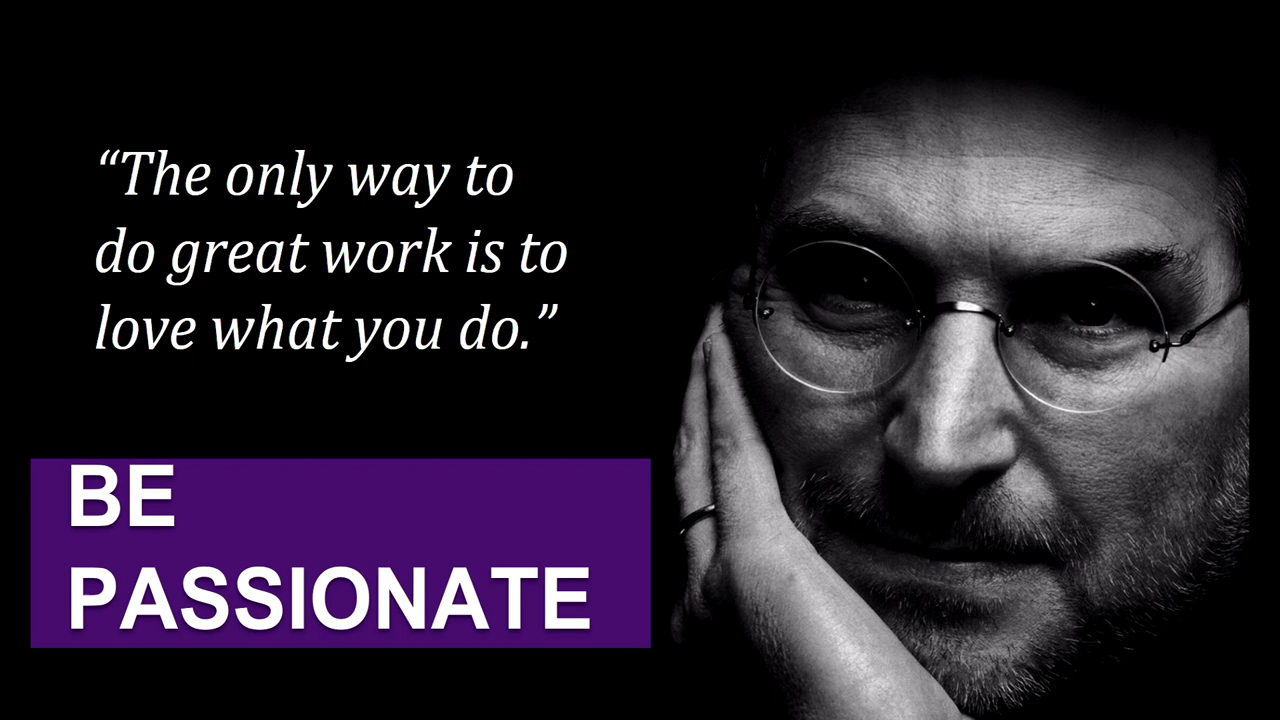 “The only way to
do great work is to
love what you do.”
BE
PASSIONATE